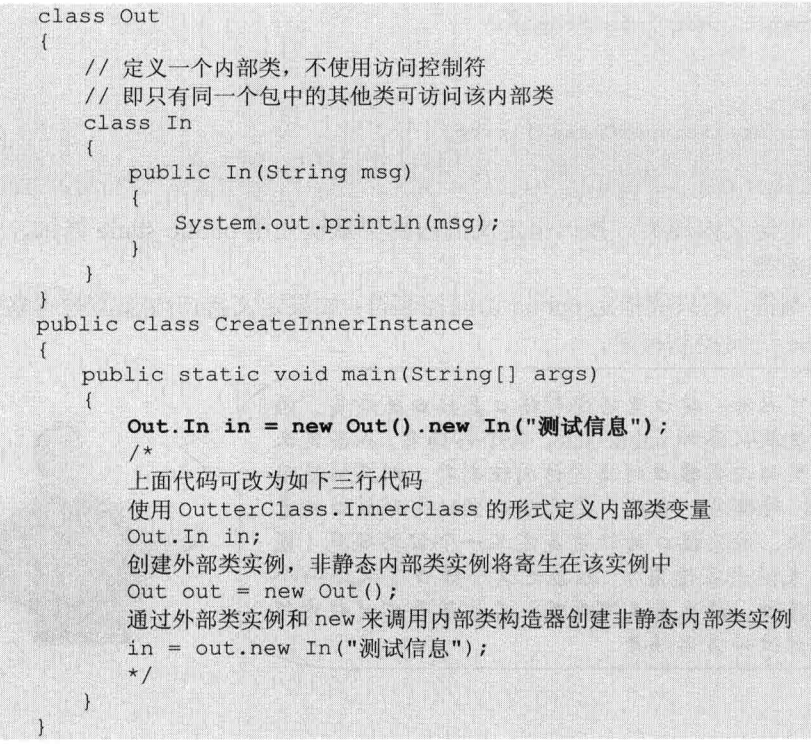 class Out
{
// 定义一个内部类，不使用访问控制符
// 即只有同一个包中的其他类可访问该内部类
class In
{
public In(String msg)
{
System.out.println(msg);
}
}
}
public class CreateInnerInstance
{
public static void main(String[] args)
{
Out.In in = new Out().new In("测试信息");
/*
上面代码可改为如下三行代码
使用 OutterClass.InnerClass 的形式定义内部类变量
Out.In in;
创建外部类实例，非静态内部类实例将寄生在该实例中
Out out = new Out();
通过外部类实例和 new 来调用内部类构造器创建非静态内部类实例
in = out.new In("测试信息");
*/
}
}